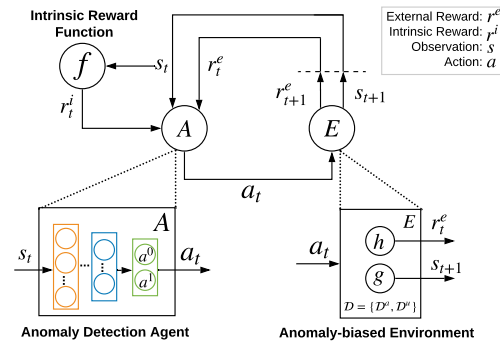 Intrinsic Reward
Function
External Reward: r^e
Intrinsic Reward: r^i
Observation: s
Action: a
f
s_t
r_t^e
r_{t+1}^e
s_{t+1}
r_t^i
A
E
a_t
A
s_t
a^0
a^1
a_t
E
a_t
h
r_t^e
g
s_{t+1}
𝒟 = {𝒟^a, 𝒟^u}
Anomaly Detection Agent
Anomaly-biased Environment